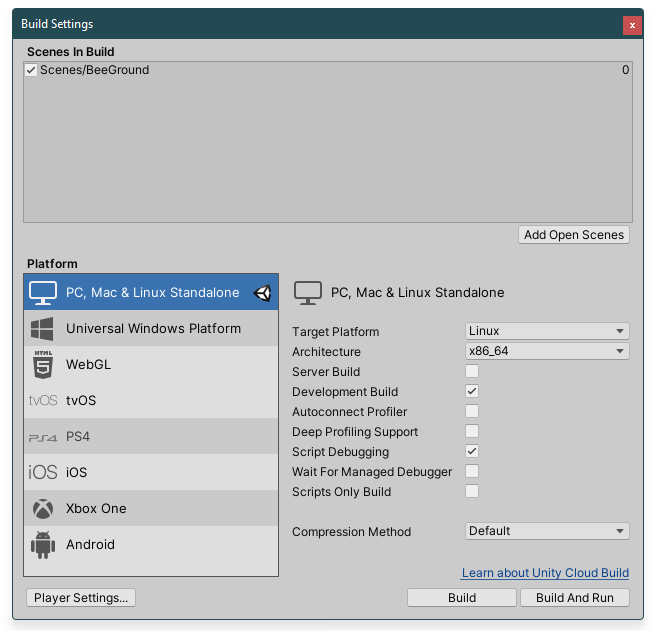 Build Settings
x
Scenes In Build
Scenes/BeeGround 0
Add Open Scenes
Platform
PC, Mac & Linux Standalone
Universal Windows Platform
HTML
5
WebGL
tvOS tvOS
PS4 PS4
iOS iOS
Xbox One
Android
PC, Mac & Linux Standalone
Target Platform Linux
Architecture x86_64
Server Build
Development Build
Autoconnect Profiler
Deep Profiling Support
Script Debugging
Wait For Managed Debugger
Scripts Only Build
Compression Method Default
Learn about Unity Cloud Build
Player Settings...
Build
Build And Run